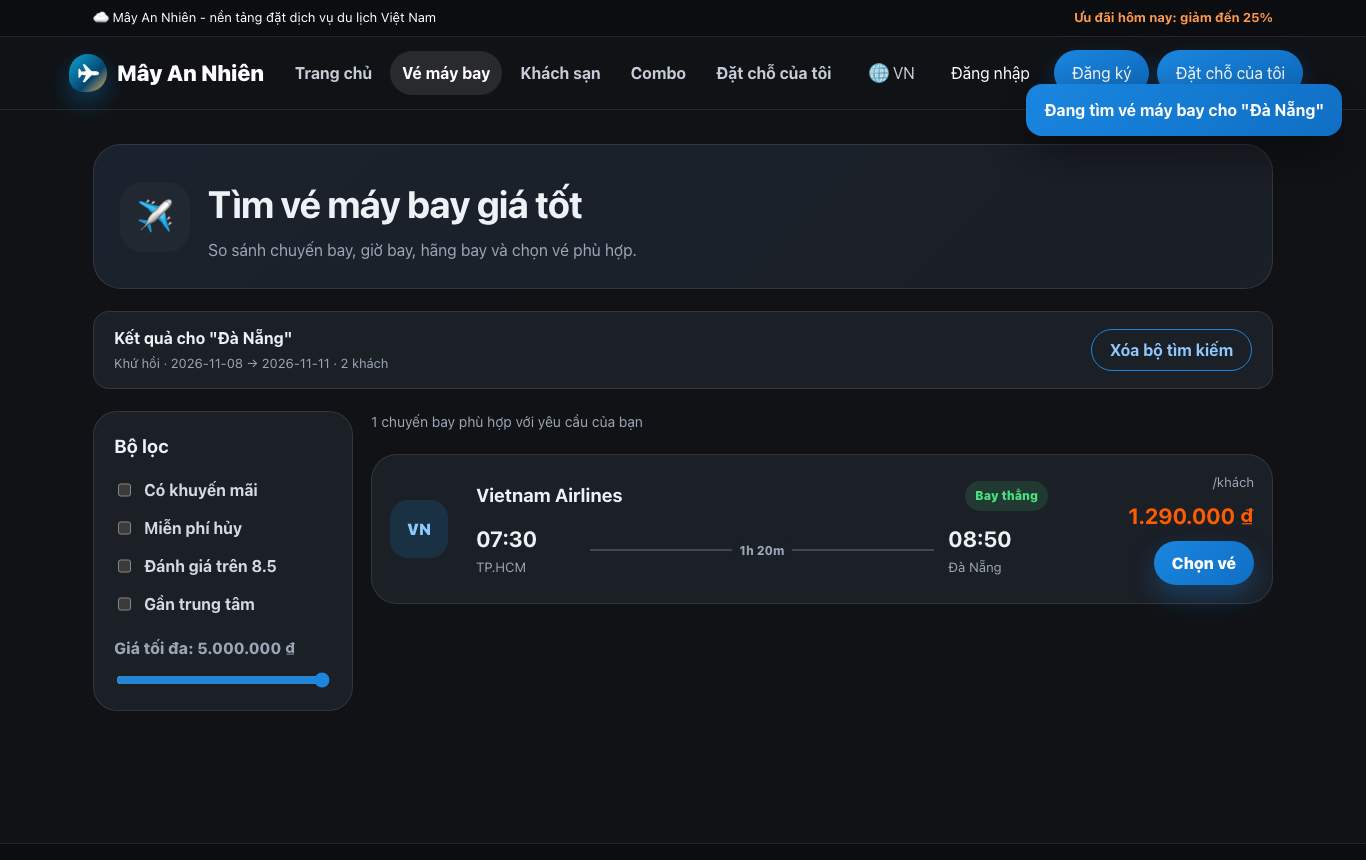 Mây An Nhiên - nền tảng đặt dịch vụ du lịch Việt Nam
Ưu đãi hôm nay: giảm đến 25%
Mây An Nhiên
Trang chủ
Vé máy bay
Khách sạn
Combo
Đặt chỗ của tôi
VN
Đăng nhập
Đăng ký
Đặt chỗ của tôi
Đang tìm vé máy bay cho "Đà Nẵng"
Tìm vé máy bay giá tốt
So sánh chuyến bay, giờ bay, hãng bay và chọn vé phù hợp.
Kết quả cho "Đà Nẵng"
Khứ hồi · 2026-11-08 → 2026-11-11 · 2 khách
Xóa bộ tìm kiếm
Bộ lọc
Có khuyến mãi
Miễn phí hủy
Đánh giá trên 8.5
Gần trung tâm
Giá tối đa: 5.000.000 ₫
1 chuyến bay phù hợp với yêu cầu của bạn
VN
Vietnam Airlines
Bay thẳng
07:30
TP.HCM
1h 20m
08:50
Đà Nẵng
/khách
1.290.000 ₫
Chọn vé